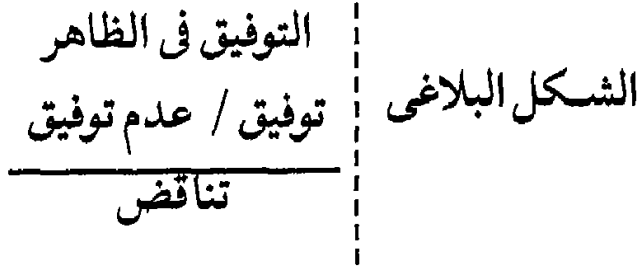 الشكل البلاغى
التوفيق فى الظاهر
توفيق / عدم توفيق
تناقض